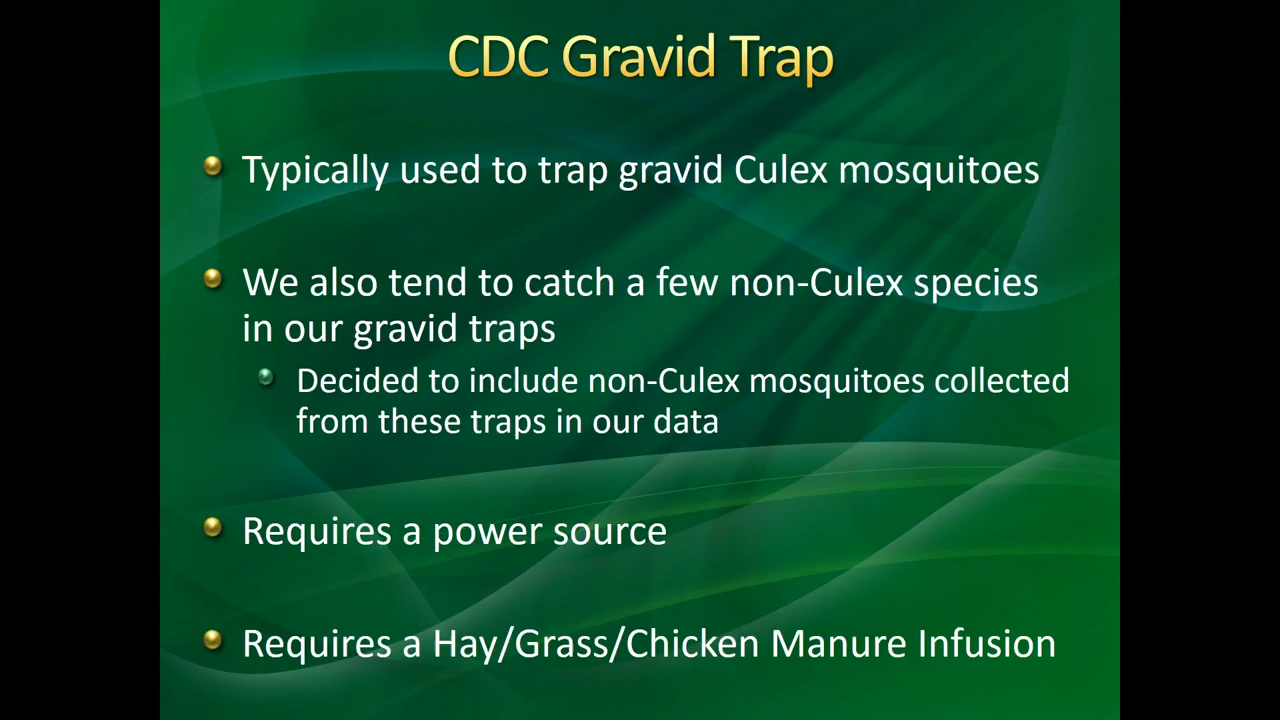 CDC Gravid Trap
Typically used to trap gravid Culex mosquitoes
We also tend to catch a few non-Culex species
in our gravid traps
Decided to include non-Culex mosquitoes collected
from these traps in our data
Requires a power source
Requires a Hay/Grass/Chicken Manure Infusion